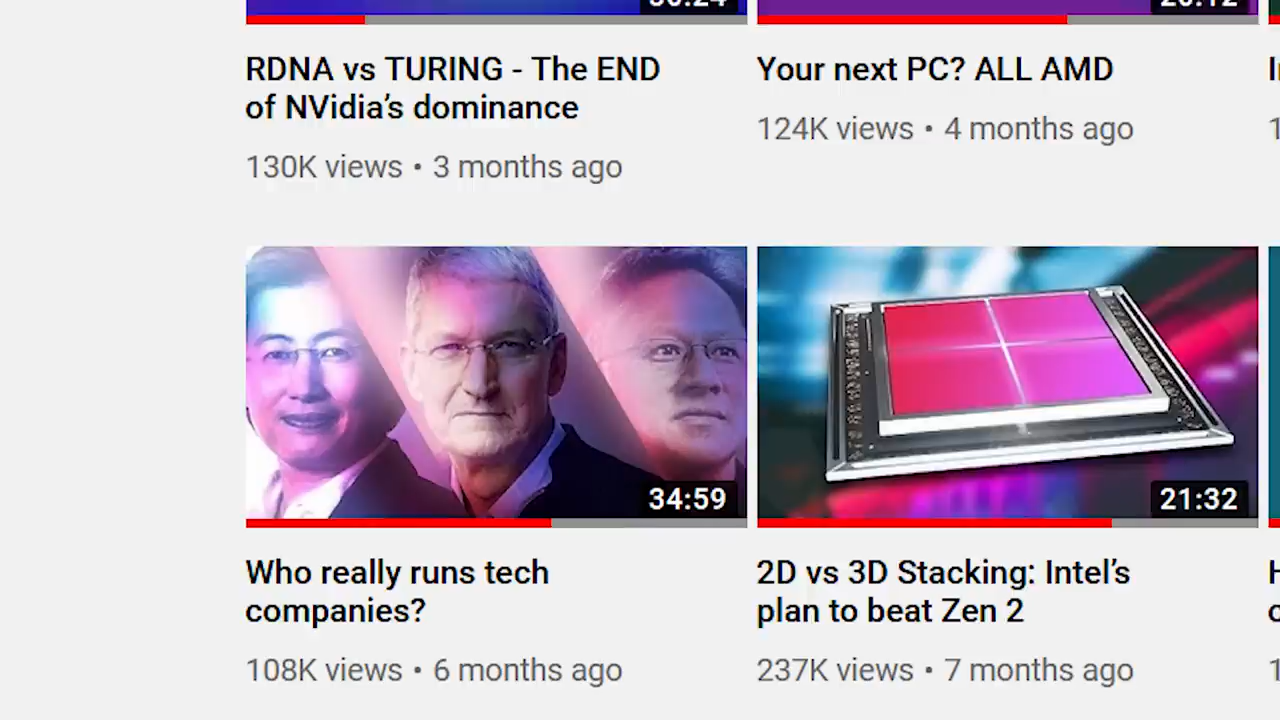 RDNA vs TURING - The END
of NVidia's dominance
130K views • 3 months ago
Your next PC? ALL AMD
124K views • 4 months ago
34:59
Who really runs tech
companies?
108K views • 6 months ago
21:32
2D vs 3D Stacking: Intel's
plan to beat Zen 2
237K views • 7 months ago